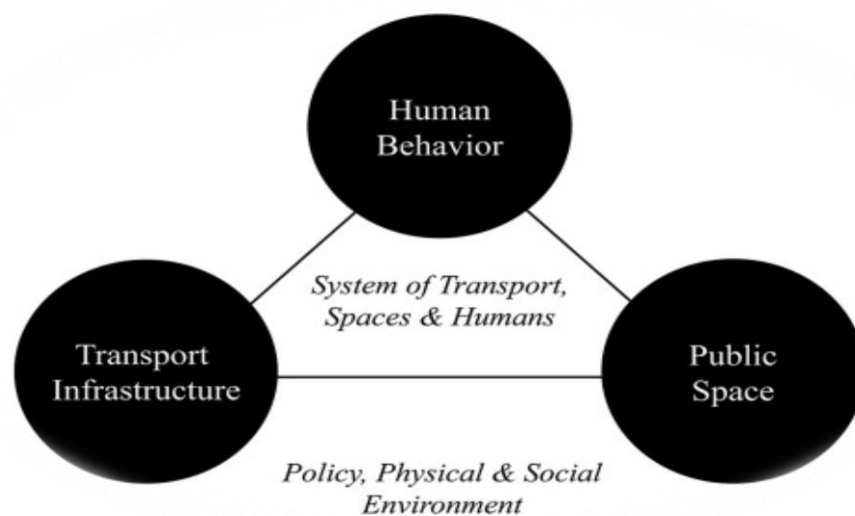 Human
Behavior
System of Transport,
Spaces & Humans
Transport
Infrastructure
Public
Space
Policy, Physical & Social
Environment